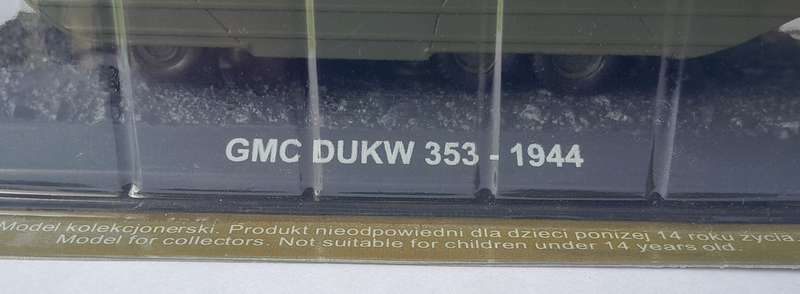 GMC DUKW 353 - 1944
Model kolekcjonerski. Produkt nieodpowiedni dla dzieci poniżej 14 roku życia.
Model for collectors. Not suitable for children under 14 years old.